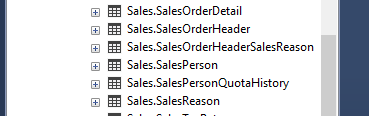 Sales.SalesOrderDetail
Sales.SalesOrderHeader
Sales.SalesOrderHeaderSalesReason
Sales.SalesPerson
Sales.SalesPersonQuotaHistory
Sales.SalesReason